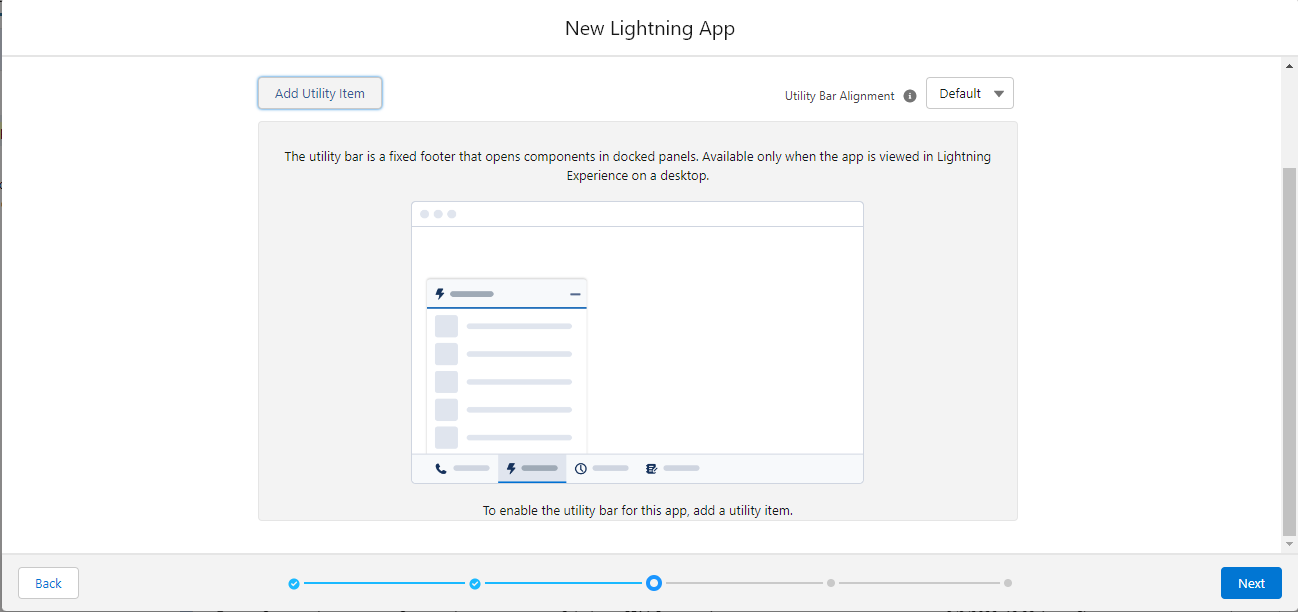 New Lightning App
Add Utility Item
Utility Bar Alignment
Default
The utility bar is a fixed footer that opens components in docked panels. Available only when the app is viewed in Lightning
Experience on a desktop.
To enable the utility bar for this app, add a utility item.
Back
Next